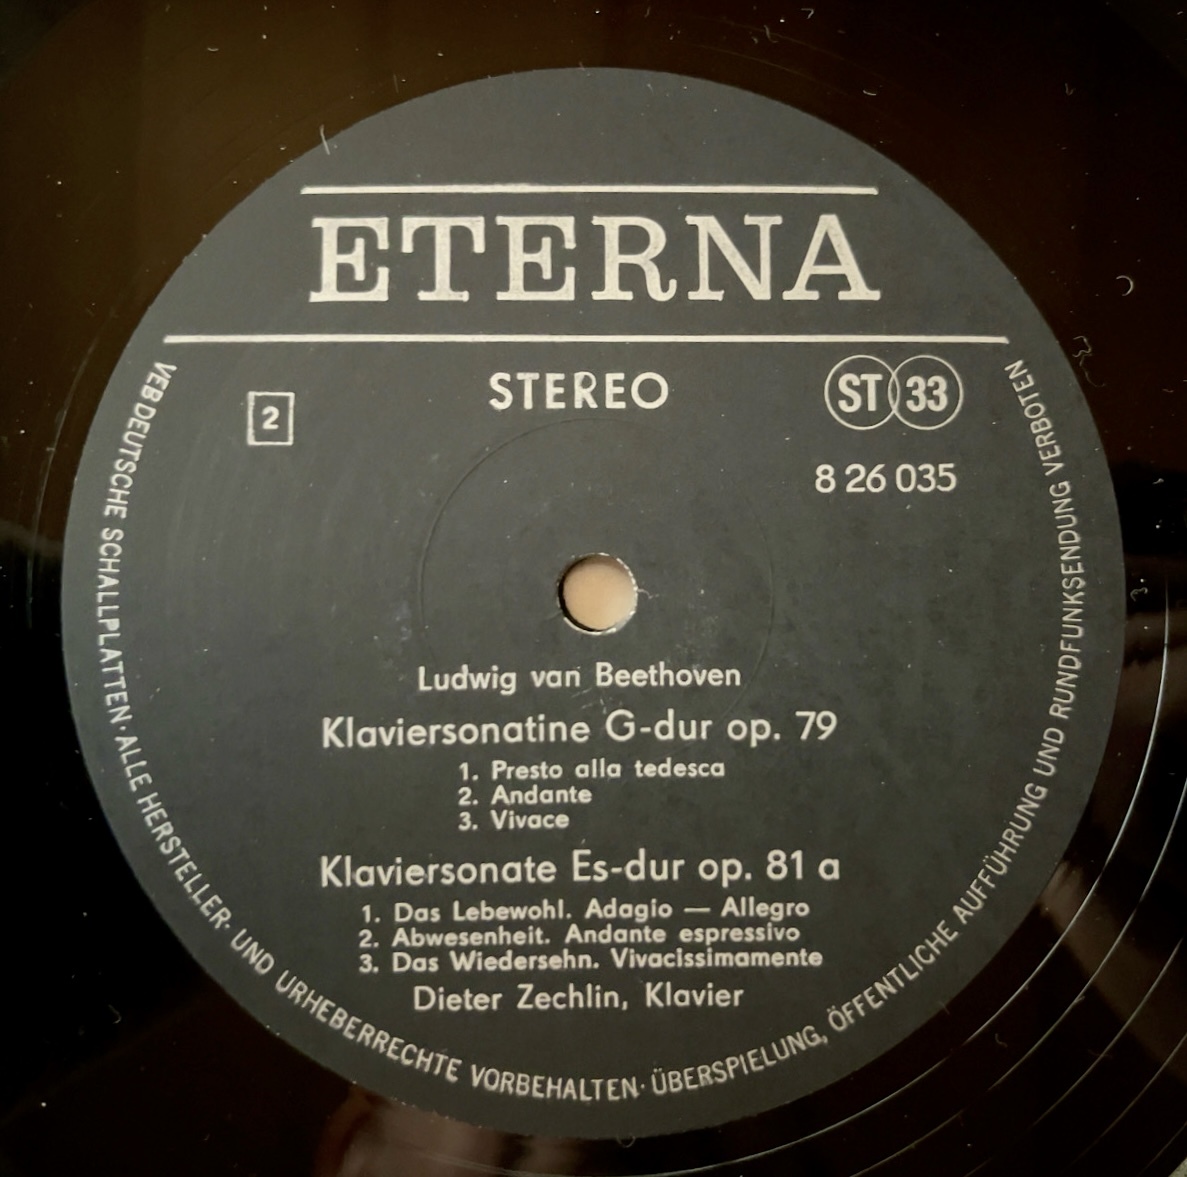 ETERNA
STEREO
2
ST 33
8 26 035
Ludwig van Beethoven
Klaviersonatine G-dur op. 79
1. Presto alla tedesca
2. Andante
3. Vivace
Klaviersonate Es-dur op. 81 a
1. Das Lebewohl. Adagio — Allegro
2. Abwesenheit. Andante espressivo
3. Das Wiedersehn. Vivacissimamente
Dieter Zechlin, Klavier
VEB DEUTSCHE SCHALLPLATTEN · ALLE HERSTELLER- UND URHEBERRECHTE VORBEHALTEN · ÜBERSPIELUNG, ÖFFENTLICHE AUFFÜHRUNG UND RUNDFUNKSENDUNG VERBOTEN